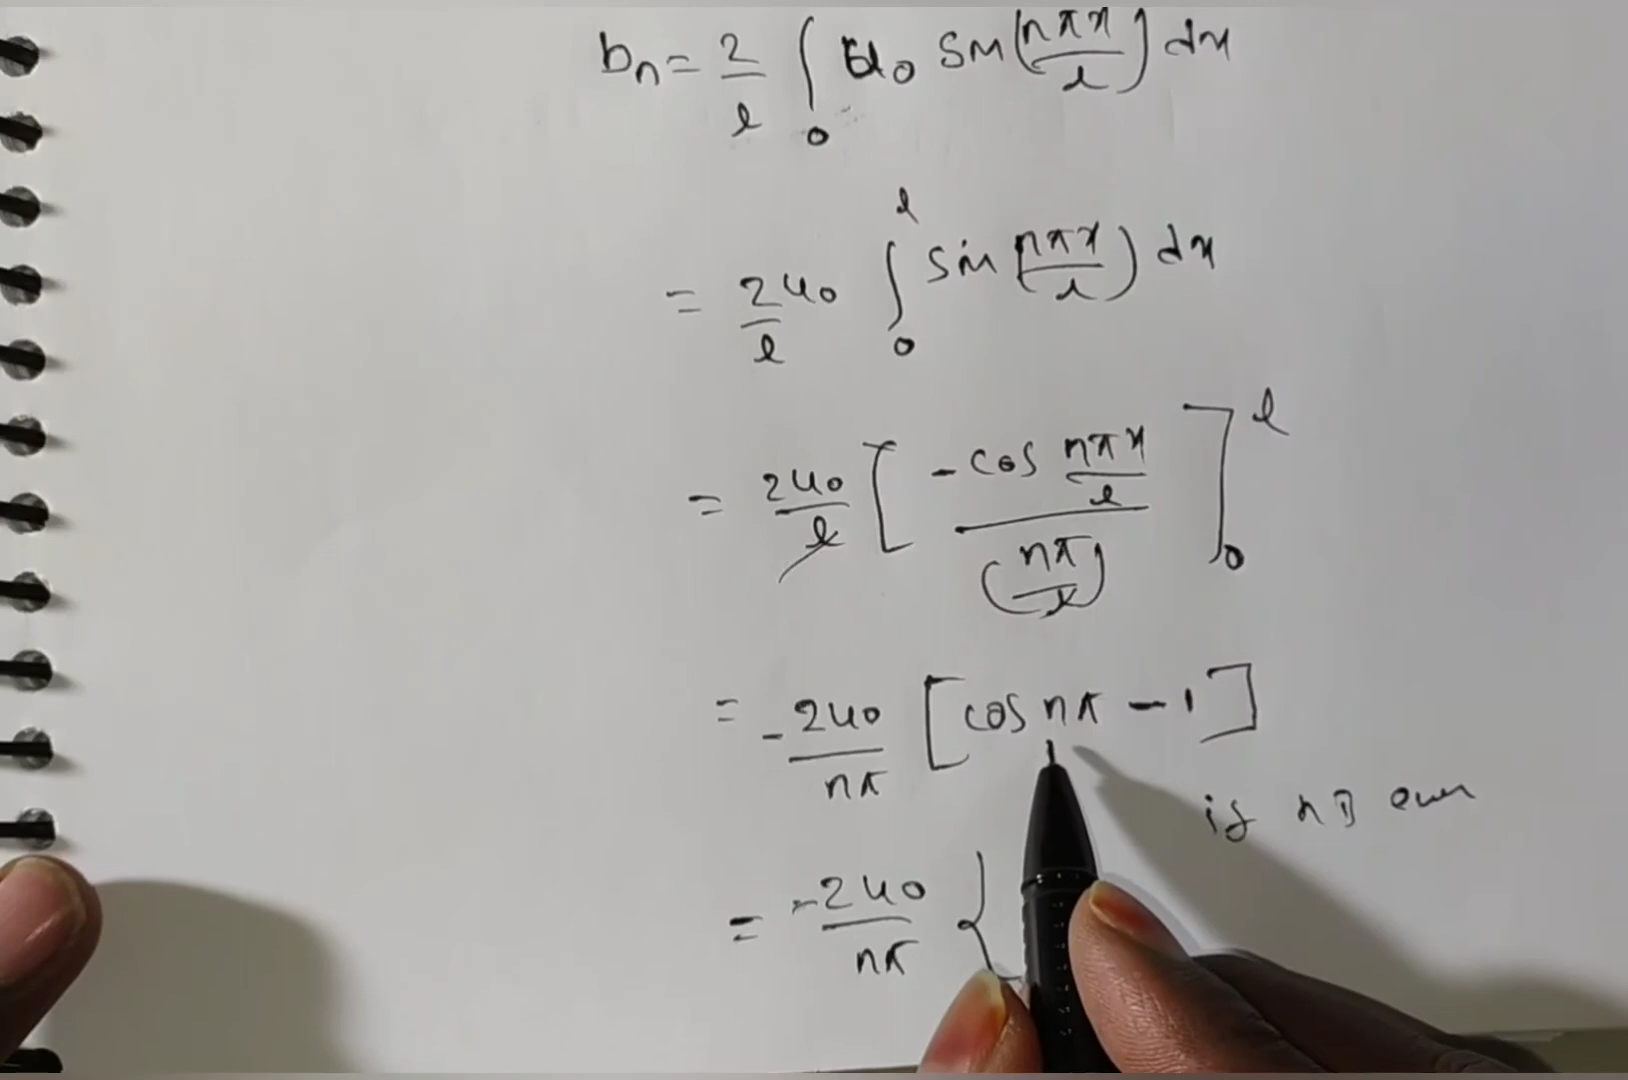 bn = 2/l ∫0 u0 sin(nπx/l) dx
= 2u0/l ∫0^l sin(nπx/l) dx
= 2u0/l [-cos nπx/l / (nπ/l)]0^l
= -2u0/nπ [cos nπ - 1]
if n is even
= -2u0/nπ {